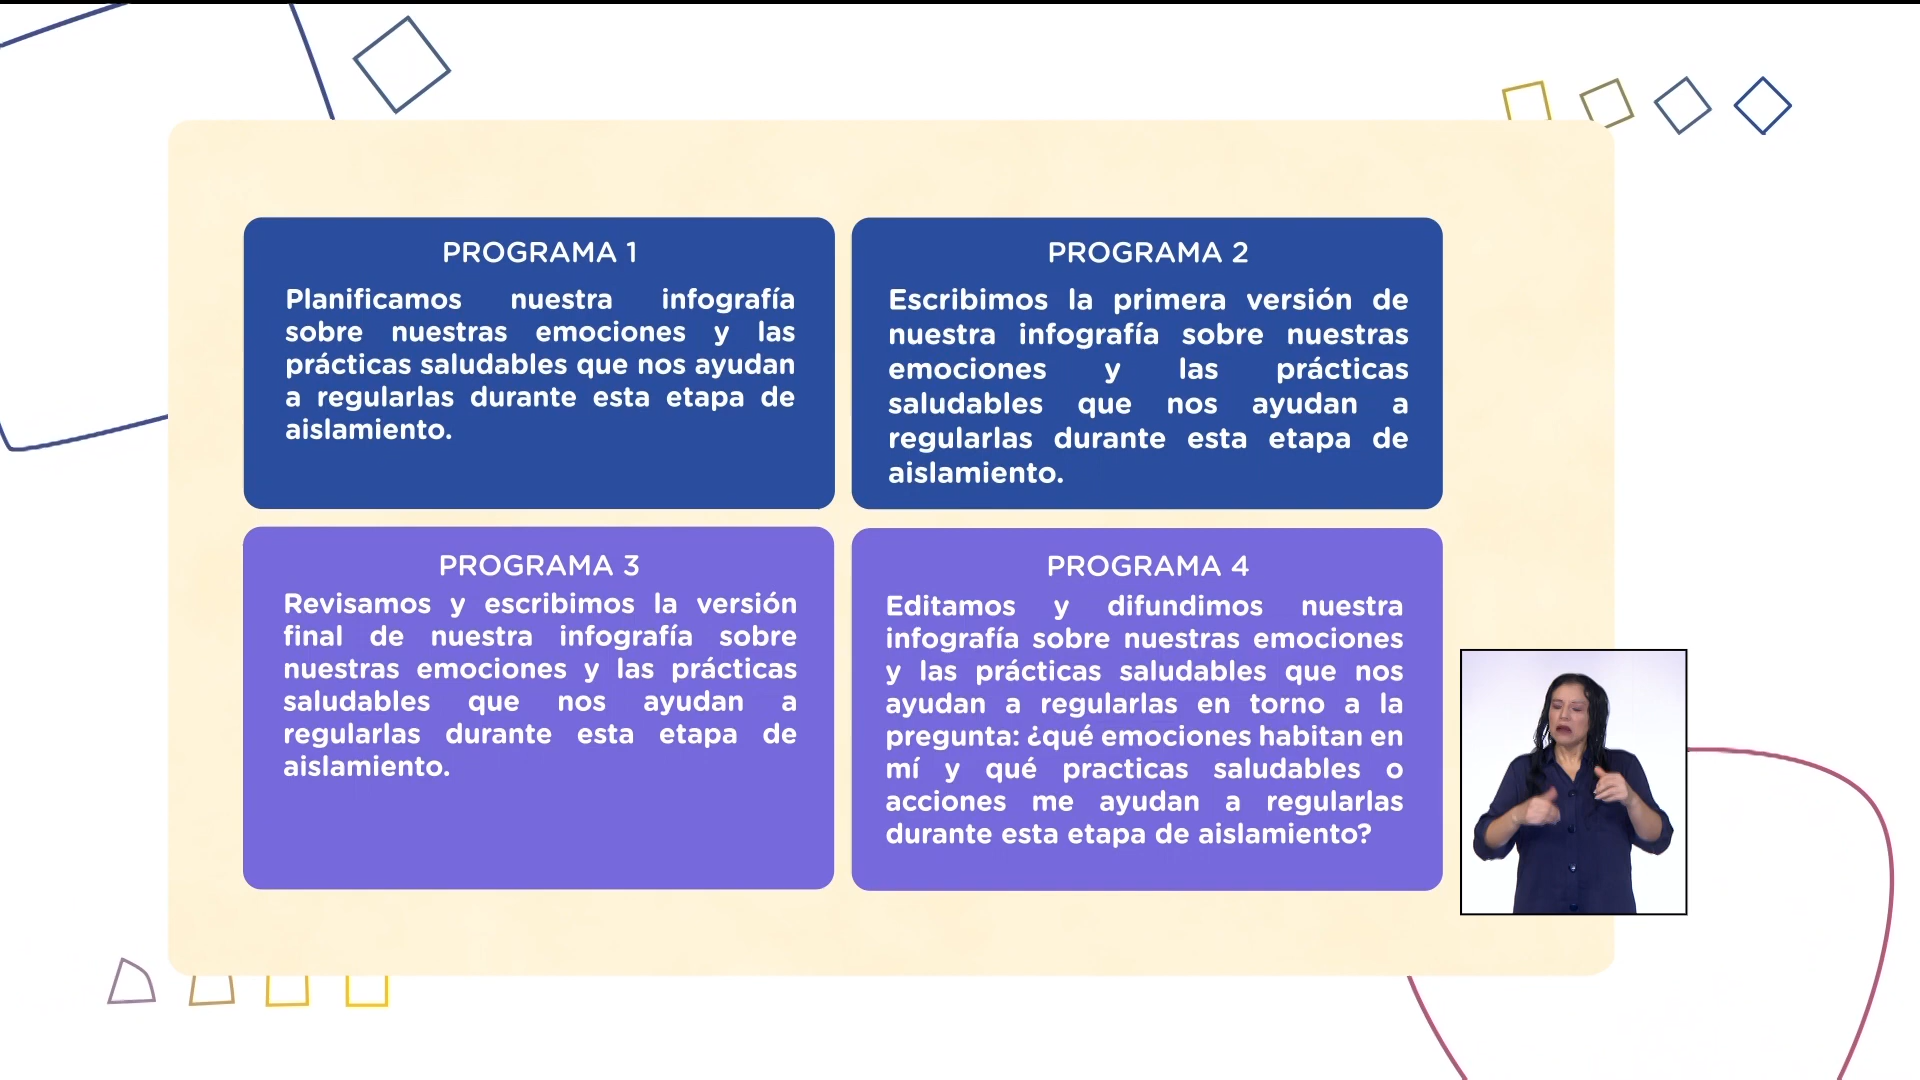 PROGRAMA 1
Planificamos nuestra infografía
sobre nuestras emociones y las
prácticas saludables que nos ayudan
a regularlas durante esta etapa de
aislamiento.
PROGRAMA 2
Escribimos la primera versión de
nuestra infografía sobre nuestras
emociones y las prácticas
saludables que nos ayudan a
regularlas durante esta etapa de
aislamiento.
PROGRAMA 3
Revisamos y escribimos la versión
final de nuestra infografía sobre
nuestras emociones y las prácticas
saludables que nos ayudan a
regularlas durante esta etapa de
aislamiento.
PROGRAMA 4
Editamos y difundimos nuestra
infografía sobre nuestras emociones
y las prácticas saludables que nos
ayudan a regularlas en torno a la
pregunta: ¿qué emociones habitan en
mí y qué practicas saludables o
acciones me ayudan a regularlas
durante esta etapa de aislamiento?